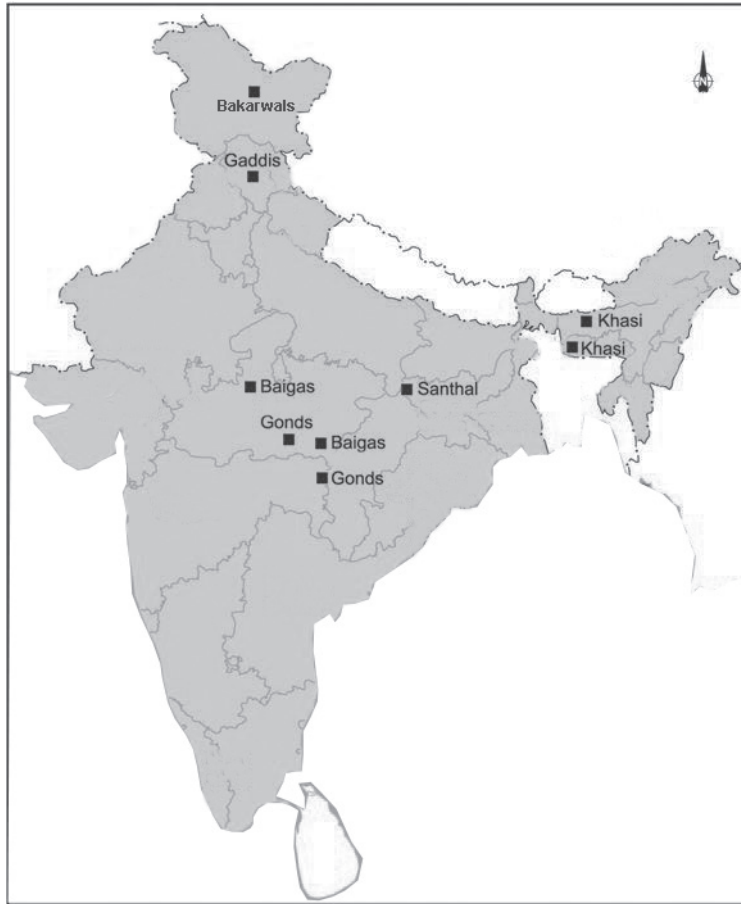 N
Bakarwals
Gaddis
Khasi
Khasi
Baigas
Santhal
Gonds
Baigas
Gonds